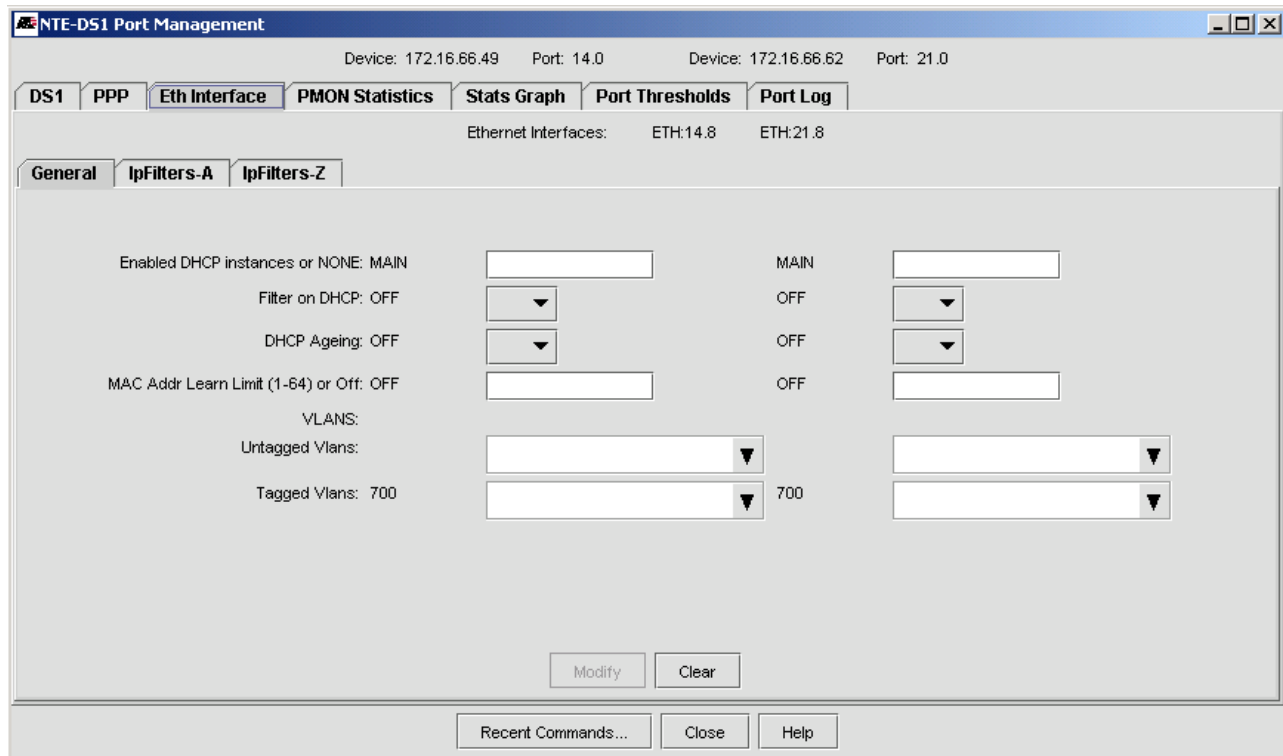 NTE-DS1 Port Management
Device: 172.16.66.49 Port: 14.0 Device: 172.16.66.62 Port: 21.0
DS1 PPP Eth Interface PMON Statistics Stats Graph Port Thresholds Port Log
Ethernet Interfaces: ETH:14.8 ETH:21.8
General IpFilters-A IpFilters-Z
Enabled DHCP instances or NONE: MAIN MAIN
Filter on DHCP: OFF OFF
DHCP Ageing: OFF OFF
MAC Addr Learn Limit (1-64) or Off: OFF OFF
VLANS:
Untagged Vlans:
Tagged Vlans: 700 700
Modify Clear
Recent Commands... Close Help